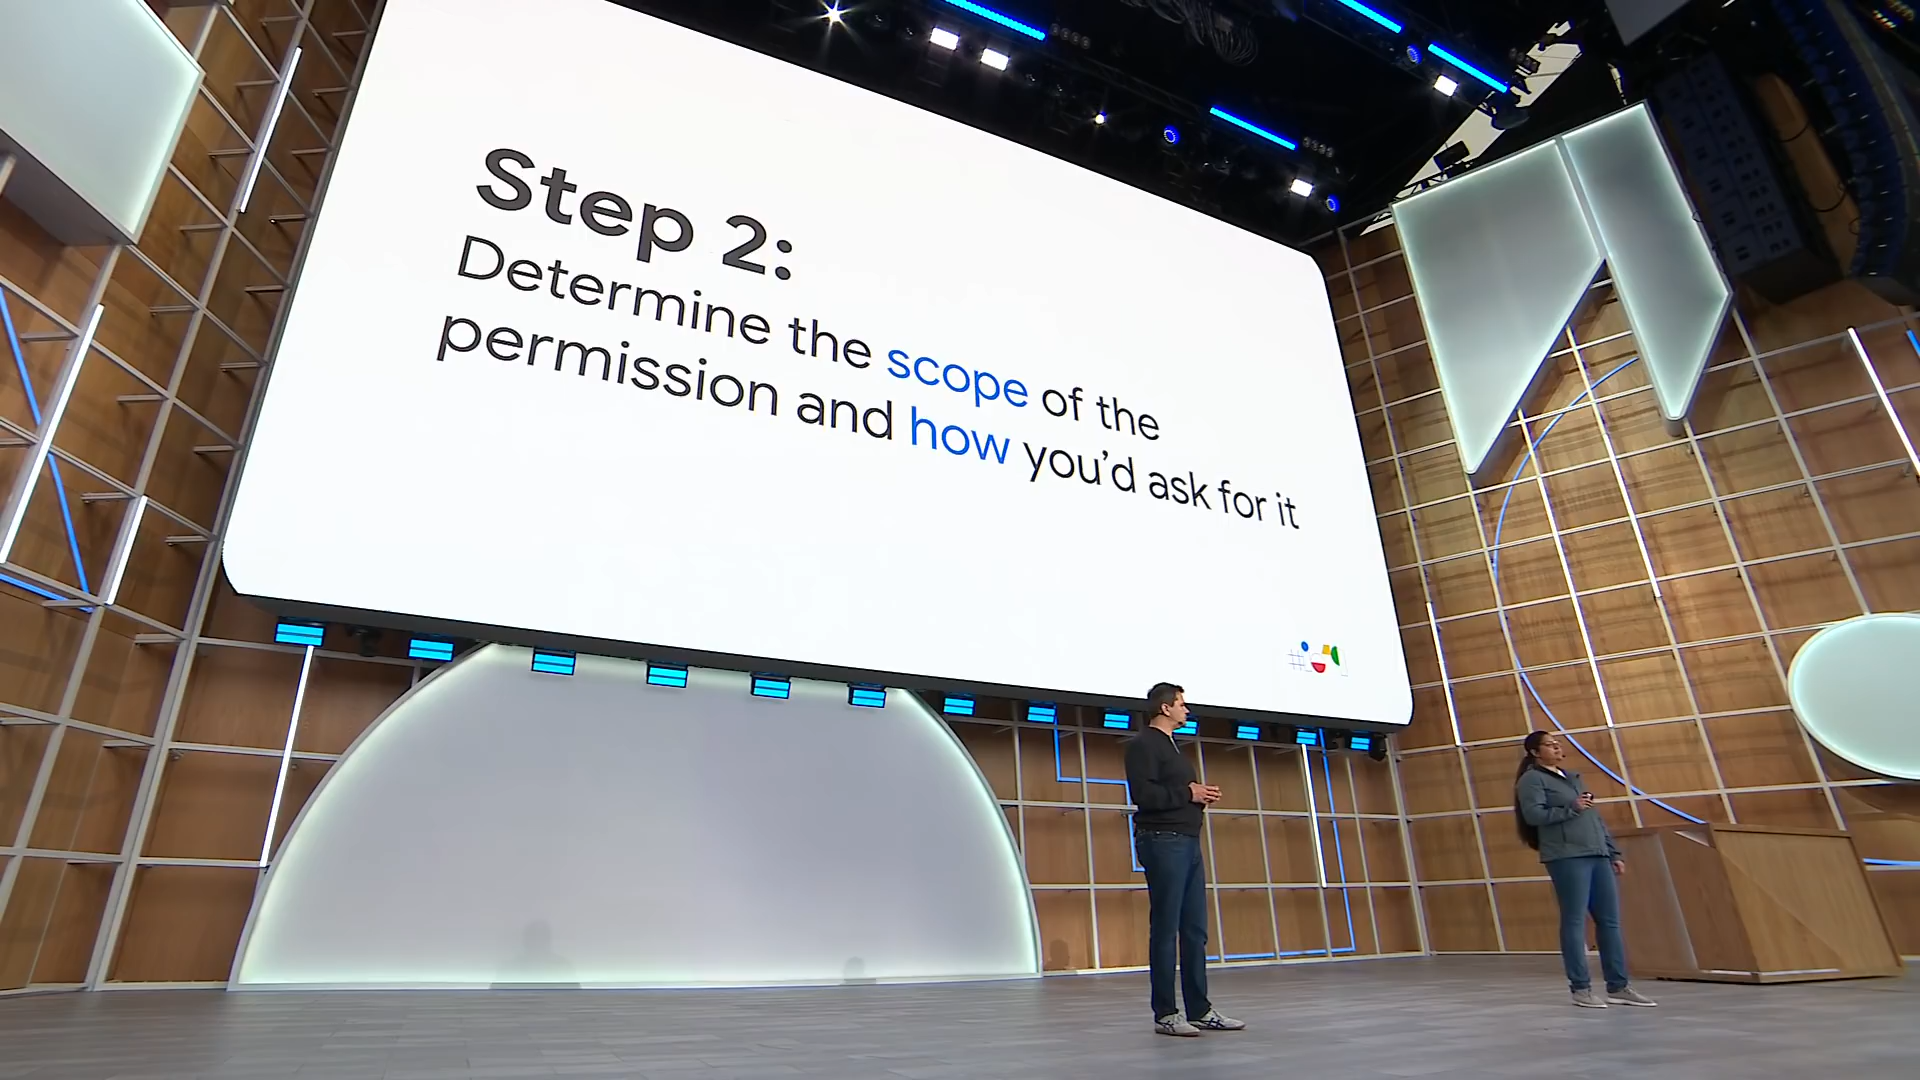 Step 2:
Determine the scope of the
permission and how you’d ask for it